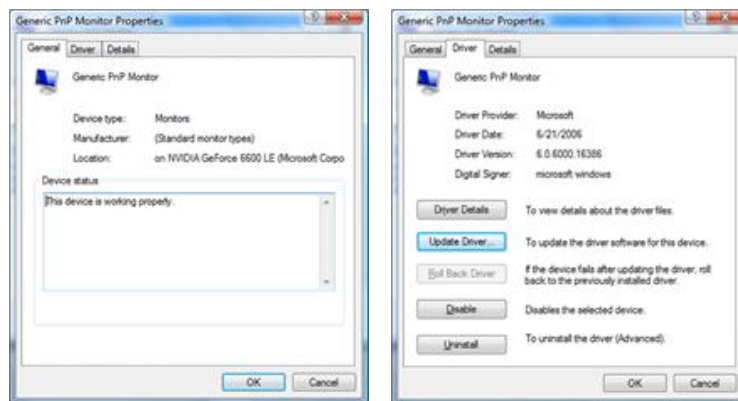 Generic PnP Monitor Properties
General Driver Details
Generic PnP Monitor
Device type: Monitors
Manufacturer: (Standard monitor types)
Location: on NVIDIA GeForce 6600 LE (Microsoft Corpo
Device status
This device is working properly.
OK Cancel
Generic PnP Monitor Properties
General Driver Details
Generic PnP Monitor
Driver Provider: Microsoft
Driver Date: 6/21/2006
Driver Version: 6.0.6000.16386
Digital Signer: microsoft windows
Driver Details To view details about the driver files.
Update Driver... To update the driver software for this device.
Roll Back Driver If the device fails after updating the driver, roll
back to the previously installed driver.
Disable Disables the selected device.
Uninstall To uninstall the driver (Advanced).
OK Cancel